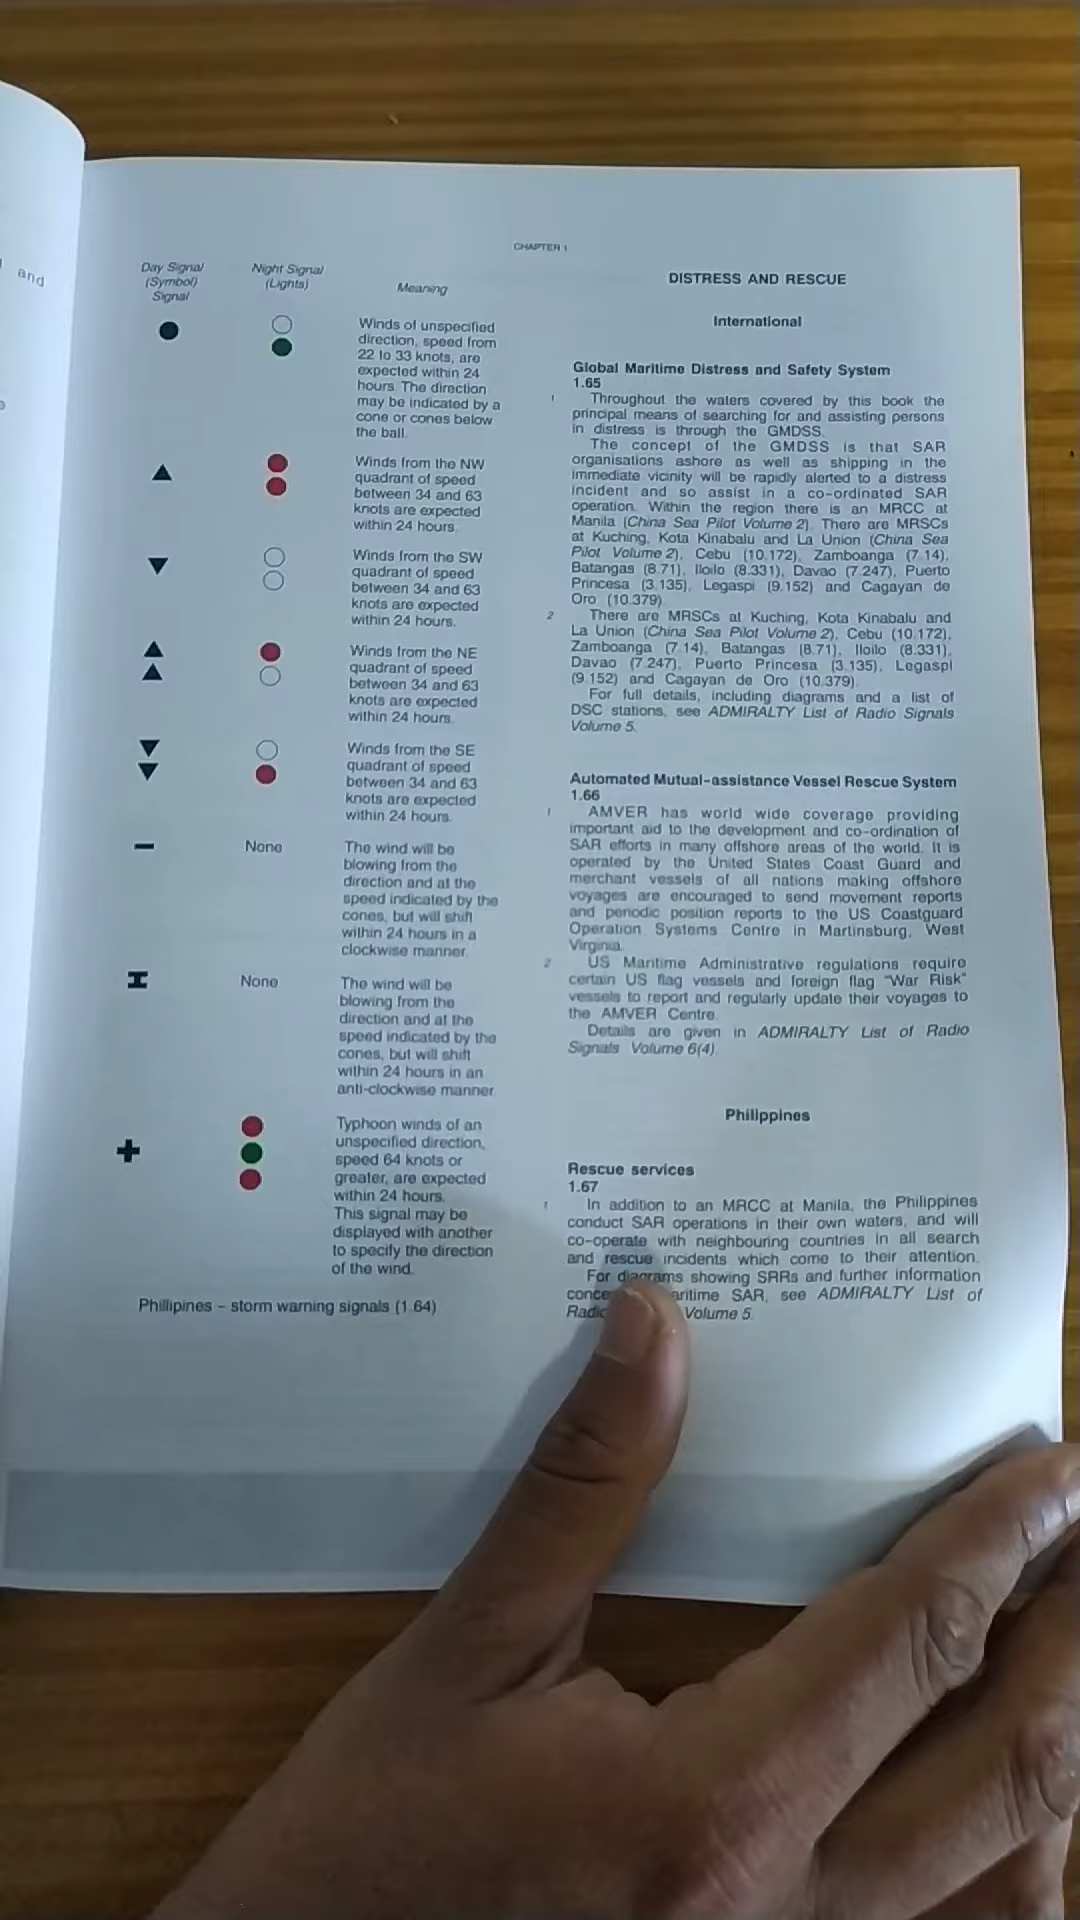 and
CHAPTER 1
Day Signal
(Symbol)
Signal
Night Signal
(Lights)
Meaning
Winds of unspecified
direction, speed from
22 to 33 knots, are
expected within 24
hours. The direction
may be indicated by a
cone or cones below
the ball.
Winds from the NW
quadrant of speed
between 34 and 63
knots are expected
within 24 hours.
Winds from the SW
quadrant of speed
between 34 and 63
knots are expected
within 24 hours.
Winds from the NE
quadrant of speed
between 34 and 63
knots are expected
within 24 hours.
Winds from the SE
quadrant of speed
between 34 and 63
knots are expected
within 24 hours.
None
The wind will be
blowing from the
direction and at the
speed indicated by the
cones, but will shift
within 24 hours in a
clockwise manner.
None
The wind will be
blowing from the
direction and at the
speed indicated by the
cones, but will shift
within 24 hours in an
anti-clockwise manner.
Typhoon winds of an
unspecified direction,
speed 64 knots or
greater, are expected
within 24 hours.
This signal may be
displayed with another
to specify the direction
of the wind.
Phillipines - storm warning signals (1.64)
DISTRESS AND RESCUE
International
Global Maritime Distress and Safety System
1.65
1 Throughout the waters covered by this book the
principal means of searching for and assisting persons
in distress is through the GMDSS.
The concept of the GMDSS is that SAR
organisations ashore as well as shipping in the
immediate vicinity will be rapidly alerted to a distress
incident and so assist in a co-ordinated SAR
operation. Within the region there is an MRCC at
Manila (China Sea Pilot Volume 2). There are MRSCs
at Kuching, Kota Kinabalu and La Union (China Sea
Pilot Volume 2), Cebu (10.172), Zamboanga (7.14),
Batangas (8.71), Iloilo (8.331), Davao (7.247), Puerto
Princesa (3.135), Legaspi (9.152) and Cagayan de
Oro (10.379).
2 There are MRSCs at Kuching, Kota Kinabalu and
La Union (China Sea Pilot Volume 2), Cebu (10.172),
Zamboanga (7.14), Batangas (8.71), Iloilo (8.331),
Davao (7.247), Puerto Princesa (3.135), Legaspi
(9.152) and Cagayan de Oro (10.379).
For full details, including diagrams and a list of
DSC stations, see ADMIRALTY List of Radio Signals
Volume 5.
Automated Mutual-assistance Vessel Rescue System
1.66
1 AMVER has world wide coverage providing
important aid to the development and co-ordination of
SAR efforts in many offshore areas of the world. It is
operated by the United States Coast Guard and
merchant vessels of all nations making offshore
voyages are encouraged to send movement reports
and periodic position reports to the US Coastguard
Operation Systems Centre in Martinsburg, West
Virginia.
2 US Maritime Administrative regulations require
certain US flag vessels and foreign flag "War Risk"
vessels to report and regularly update their voyages to
the AMVER Centre.
Details are given in ADMIRALTY List of Radio
Signals Volume 6(4).
Philippines
Rescue services
1.67
1 In addition to an MRCC at Manila, the Philippines
conduct SAR operations in their own waters, and will
co-operate with neighbouring countries in all search
and rescue incidents which come to their attention.
For diagrams showing SRRs and further information
SAR, see ADMIRALTY List of
Volume 5.